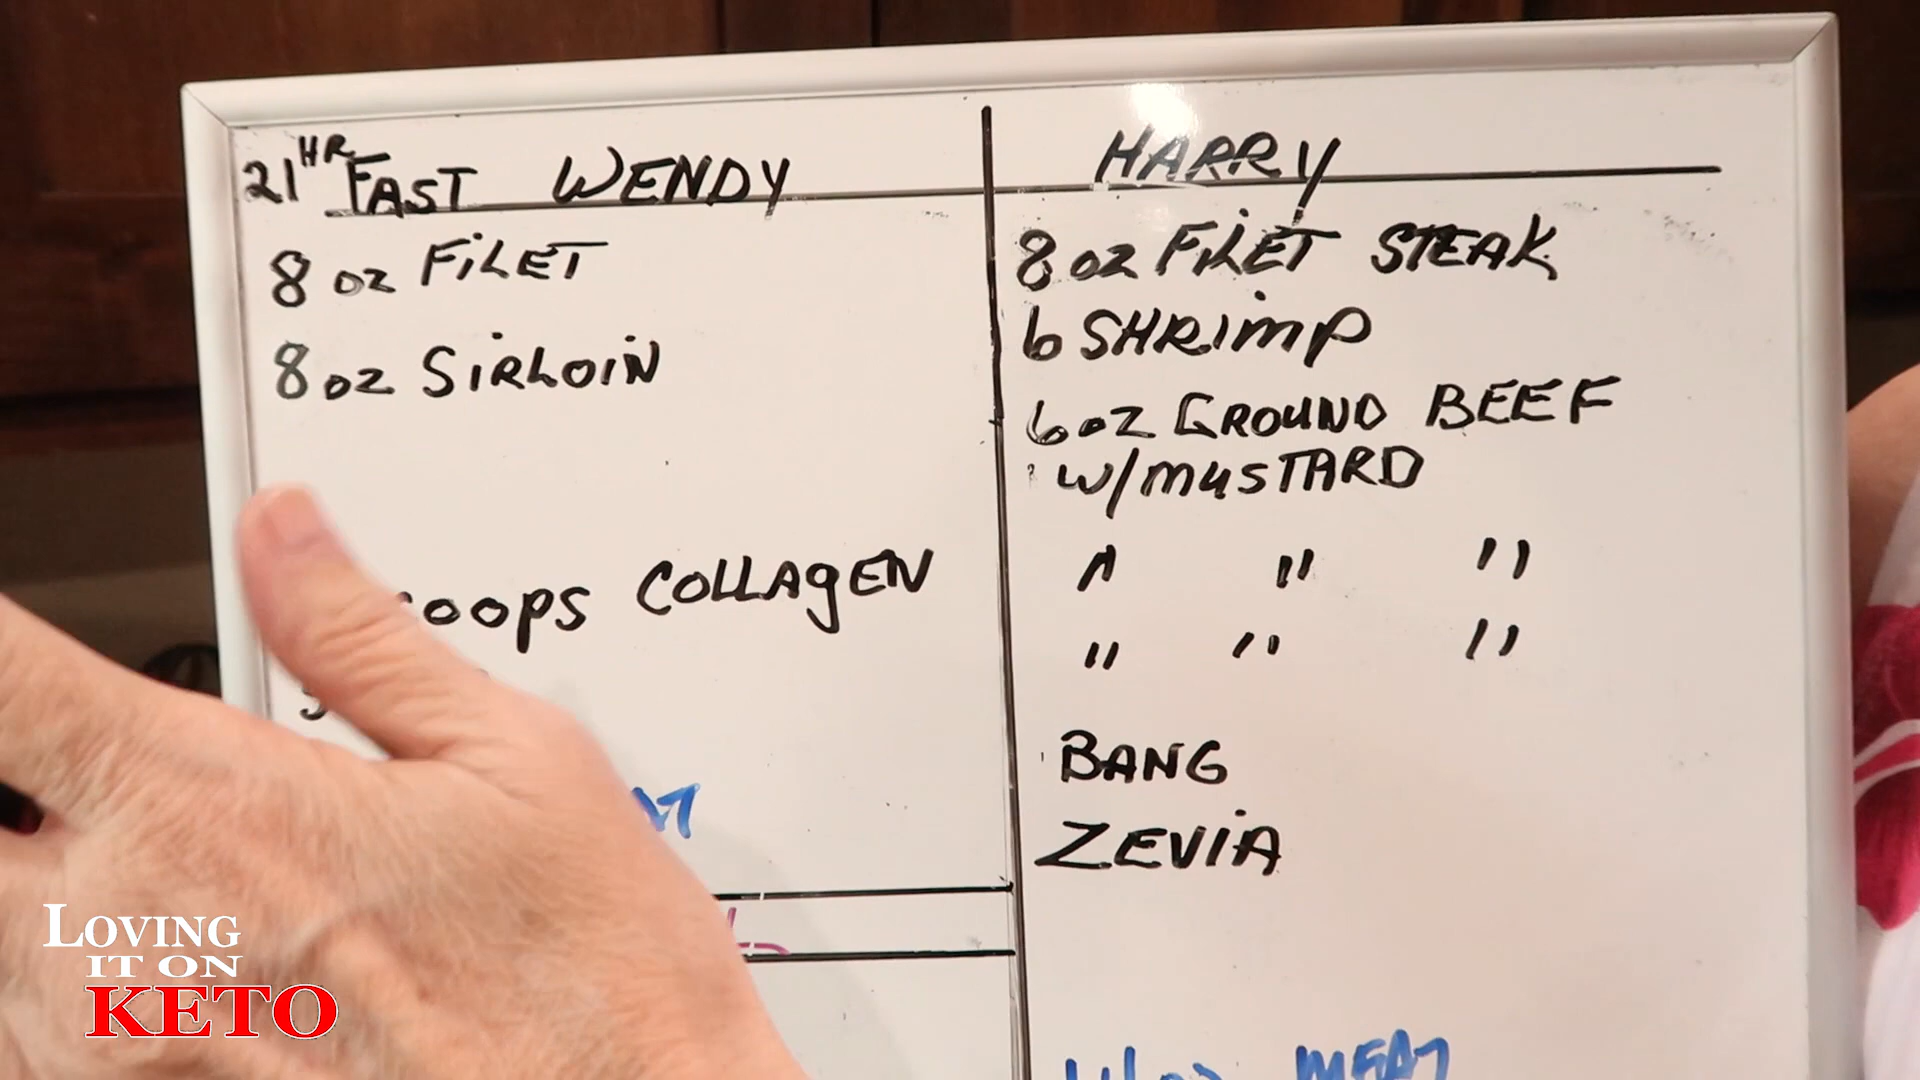 21HR FAST WENDY
8 oz FiLET
8 oz SiRLOiN
COLLAgEN
HARRY
8 oz FiLET STEAK
6 SHRimP
6 oz GROUND BEEF
w/musTARD
" " "
" " "
BANG
ZEViA
mEAT
LOVING
IT ON
KETO